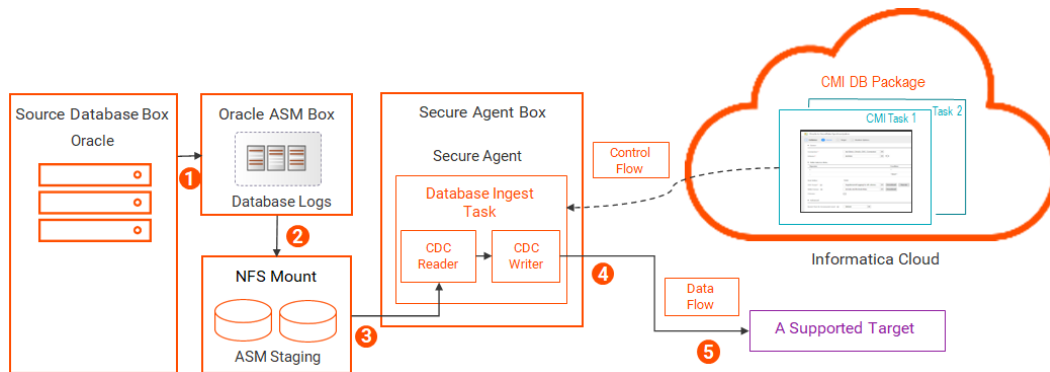 Source Database Box
Oracle
1
Oracle ASM Box
Database Logs
2
NFS Mount
ASM Staging
3
Secure Agent Box
Secure Agent
Database Ingest
Task
CDC
Reader
CDC
Writer
4
Control
Flow
Data
Flow
5
CMI DB Package
Task 2
CMI Task 1
Informatica Cloud
A Supported Target